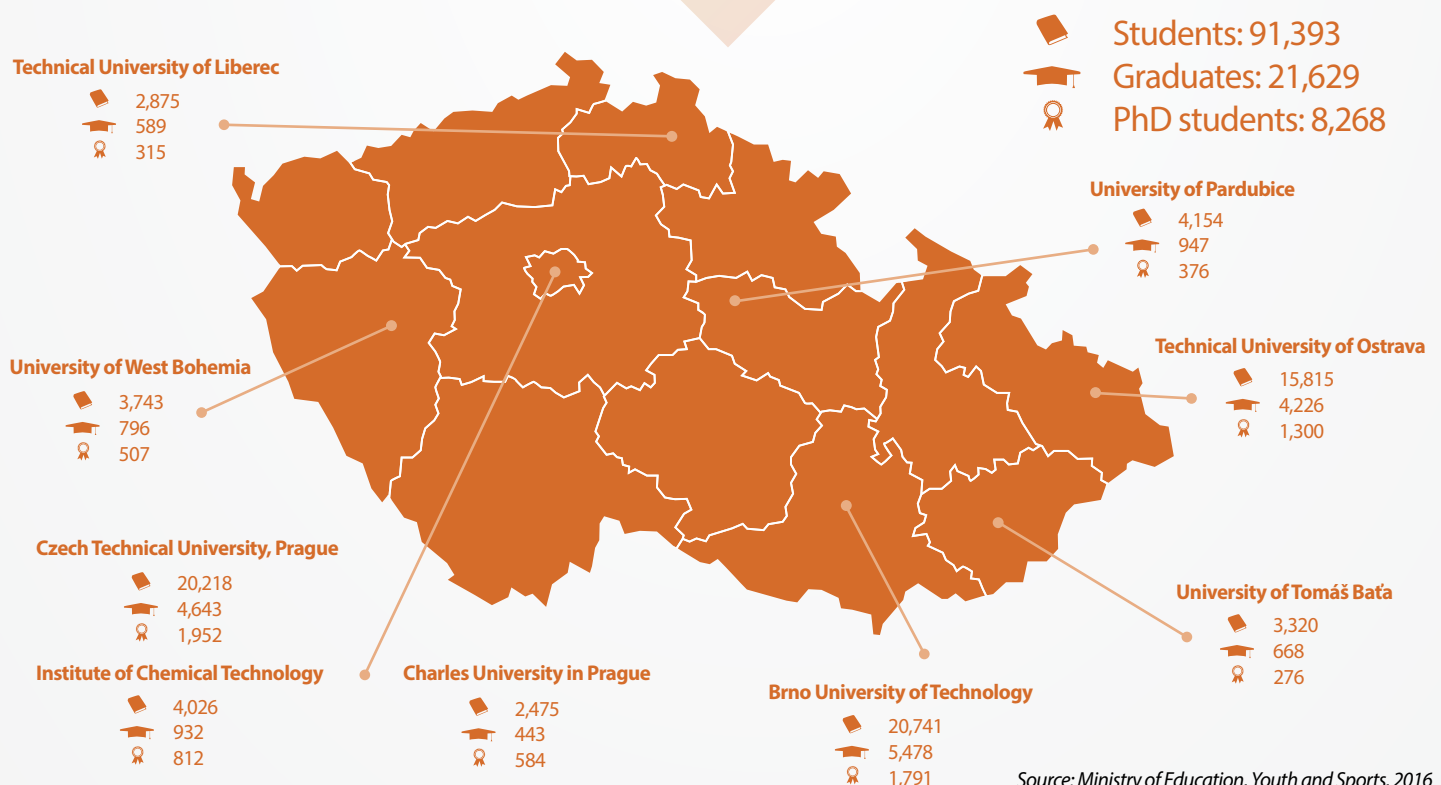 Students: 91,393
Graduates: 21,629
PhD students: 8,268
Technical University of Liberec
2,875
589
315
University of Pardubice
4,154
947
376
Technical University of Ostrava
15,815
4,226
1,300
University of West Bohemia
3,743
796
507
Czech Technical University, Prague
20,218
4,643
1,952
University of Tomáš Baťa
3,320
668
276
Institute of Chemical Technology
4,026
932
812
Charles University in Prague
2,475
443
584
Brno University of Technology
20,741
5,478
1,791
Source: Ministry of Education, Youth and Sports, 2016